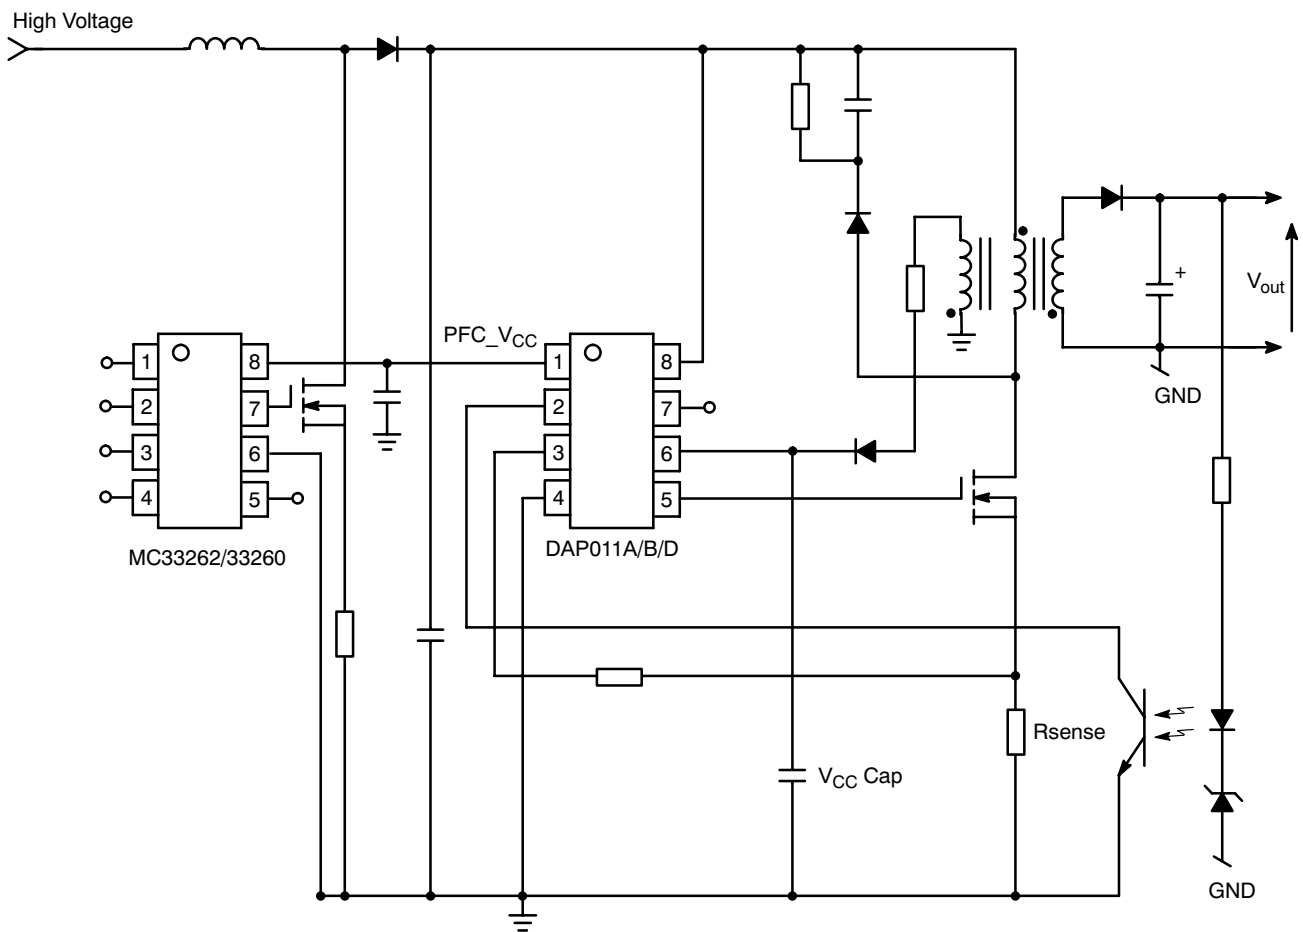 High Voltage
PFC_VCC
1 8
2 7
3 6
4 5
MC33262/33260
1 8
2 7
3 6
4 5
DAP011A/B/D
+
Vout
GND
Rsense
VCC Cap
GND